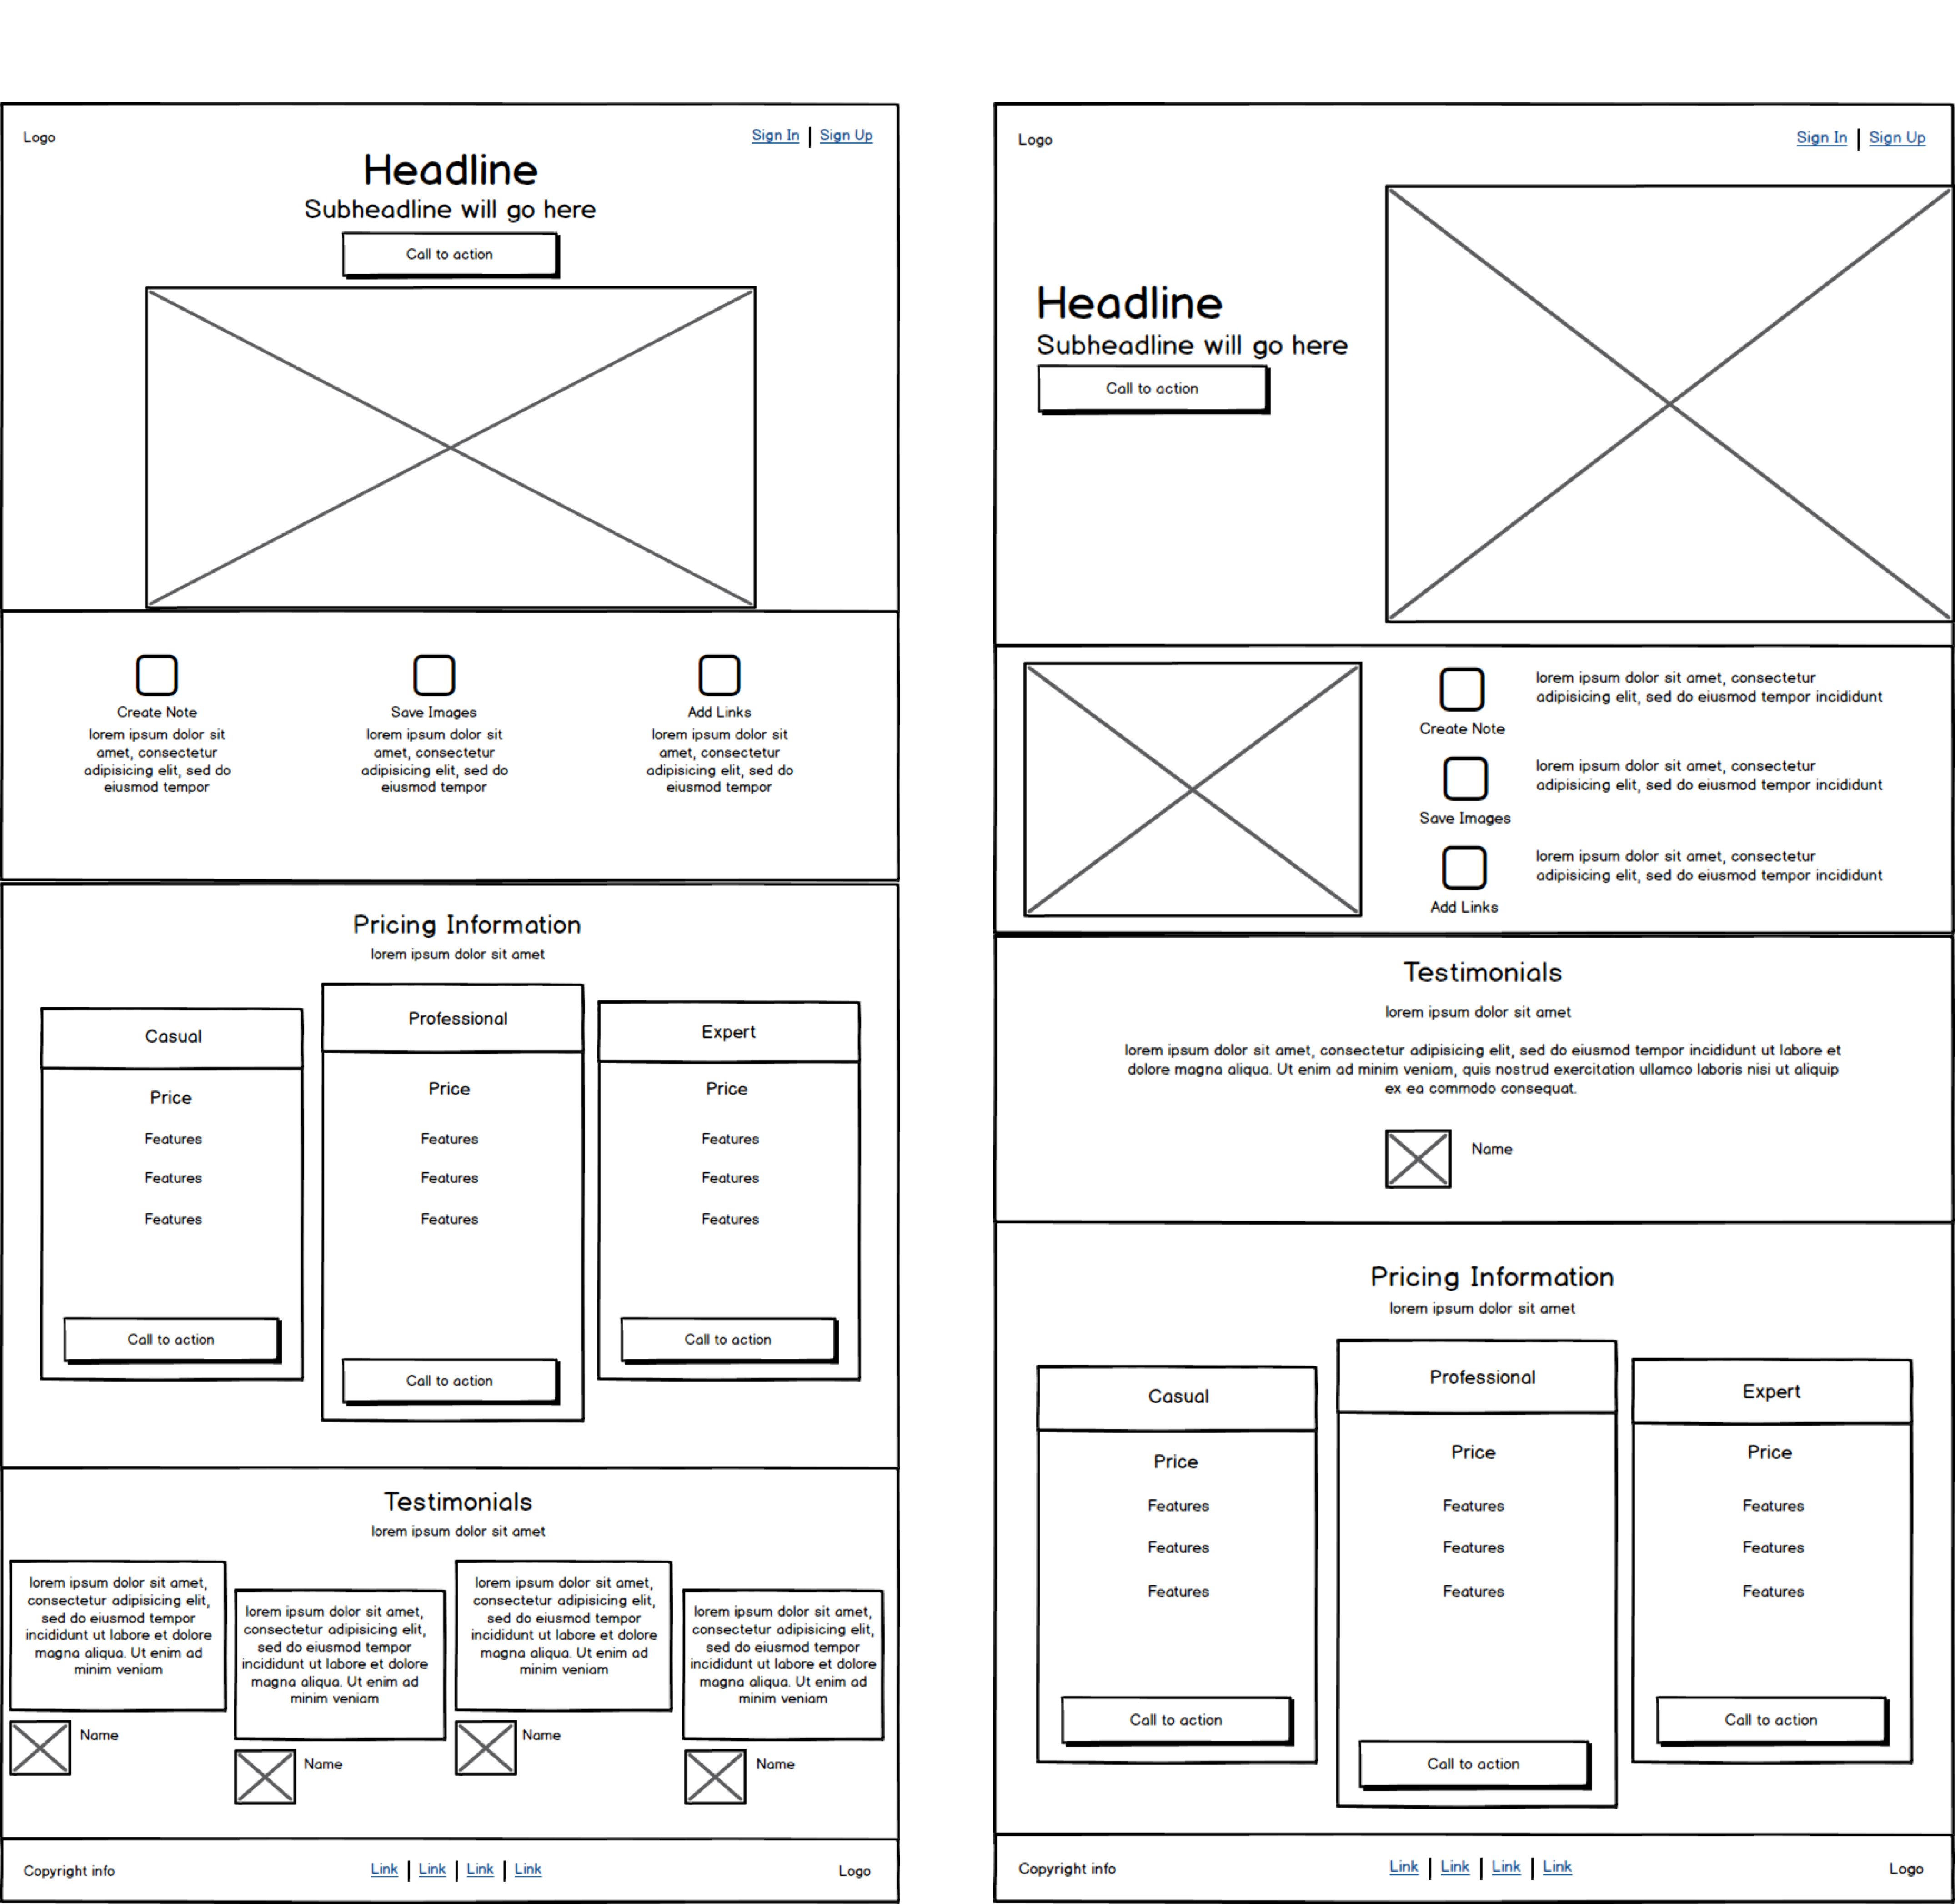 Logo
Sign In | Sign Up
Headline
Subheadline will go here
Call to action
Create Note
lorem ipsum dolor sit
amet, consectetur
adipisicing elit, sed do
eiusmod tempor
Save Images
lorem ipsum dolor sit
amet, consectetur
adipisicing elit, sed do
eiusmod tempor
Add Links
lorem ipsum dolor sit
amet, consectetur
adipisicing elit, sed do
eiusmod tempor
Pricing Information
lorem ipsum dolor sit amet
Casual
Price
Features
Features
Features
Call to action
Professional
Price
Features
Features
Features
Call to action
Expert
Price
Features
Features
Features
Call to action
Testimonials
lorem ipsum dolor sit amet
lorem ipsum dolor sit amet,
consectetur adipisicing elit,
sed do eiusmod tempor
incididunt ut labore et dolore
magna aliqua. Ut enim ad
minim veniam
Name
lorem ipsum dolor sit amet,
consectetur adipisicing elit,
sed do eiusmod tempor
incididunt ut labore et dolore
magna aliqua. Ut enim ad
minim veniam
Name
lorem ipsum dolor sit amet,
consectetur adipisicing elit,
sed do eiusmod tempor
incididunt ut labore et dolore
magna aliqua. Ut enim ad
minim veniam
Name
lorem ipsum dolor sit amet,
consectetur adipisicing elit,
sed do eiusmod tempor
incididunt ut labore et dolore
magna aliqua. Ut enim ad
minim veniam
Name
Copyright info
Link | Link | Link | Link
Logo
Logo
Sign In | Sign Up
Headline
Subheadline will go here
Call to action
Create Note
lorem ipsum dolor sit amet, consectetur
adipisicing elit, sed do eiusmod tempor incididunt
Save Images
lorem ipsum dolor sit amet, consectetur
adipisicing elit, sed do eiusmod tempor incididunt
Add Links
lorem ipsum dolor sit amet, consectetur
adipisicing elit, sed do eiusmod tempor incididunt
Testimonials
lorem ipsum dolor sit amet
lorem ipsum dolor sit amet, consectetur adipisicing elit, sed do eiusmod tempor incididunt ut labore et
dolore magna aliqua. Ut enim ad minim veniam, quis nostrud exercitation ullamco laboris nisi ut aliquip
ex ea commodo consequat.
Name
Pricing Information
lorem ipsum dolor sit amet
Casual
Price
Features
Features
Features
Call to action
Professional
Price
Features
Features
Features
Call to action
Expert
Price
Features
Features
Features
Call to action
Copyright info
Link | Link | Link | Link
Logo